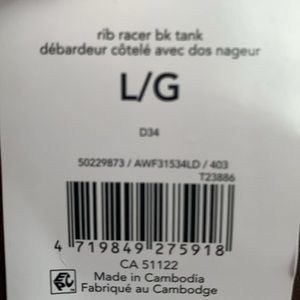 rib racer bk tank
débardeur côtelé avec dos nageur
L/G
D34
50229873 / AWF31534LD / 403
T23886
4 719849 275918
CA 51122
Made in Cambodia
Fabriqué au Cambodge